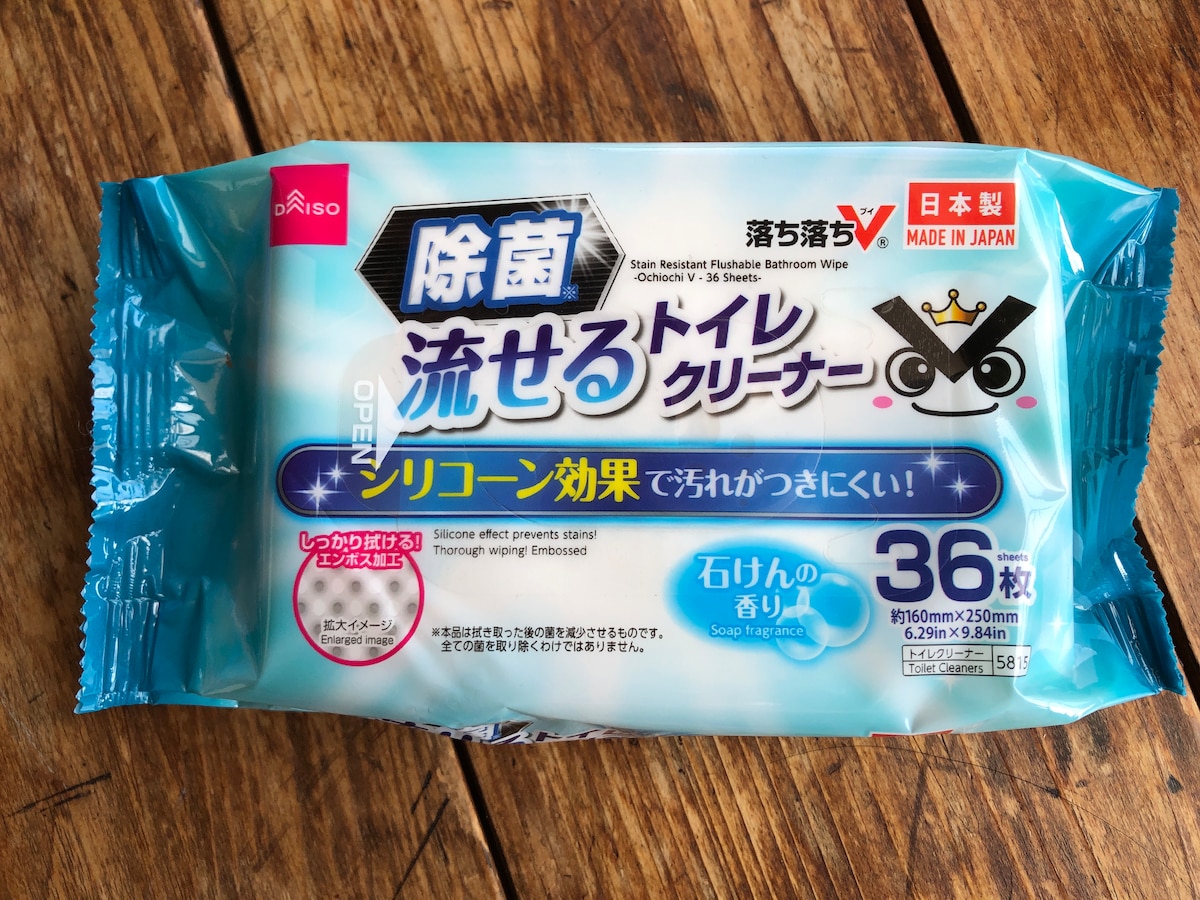 DAISO
除菌※
落ち落ちV®
ブイ
日本製
MADE IN JAPAN
Stain Resistant Flushable Bathroom Wipe
-Ochiochi V - 36 Sheets-
流せるトイレクリーナー
OPEN
シリコーン効果で汚れがつきにくい！
しっかり拭ける！
エンボス加工
拡大イメージ
Enlarged image
Silicone effect prevents stains!
Thorough wiping! Embossed
※本品は拭き取った後の菌を減少させるものです。
全ての菌を取り除くわけではありません。
石けんの
香り
Soap fragrance
36 sheets 枚
約160mm×250mm
6.29in×9.84in
トイレクリーナー
Toilet Cleaners
5815